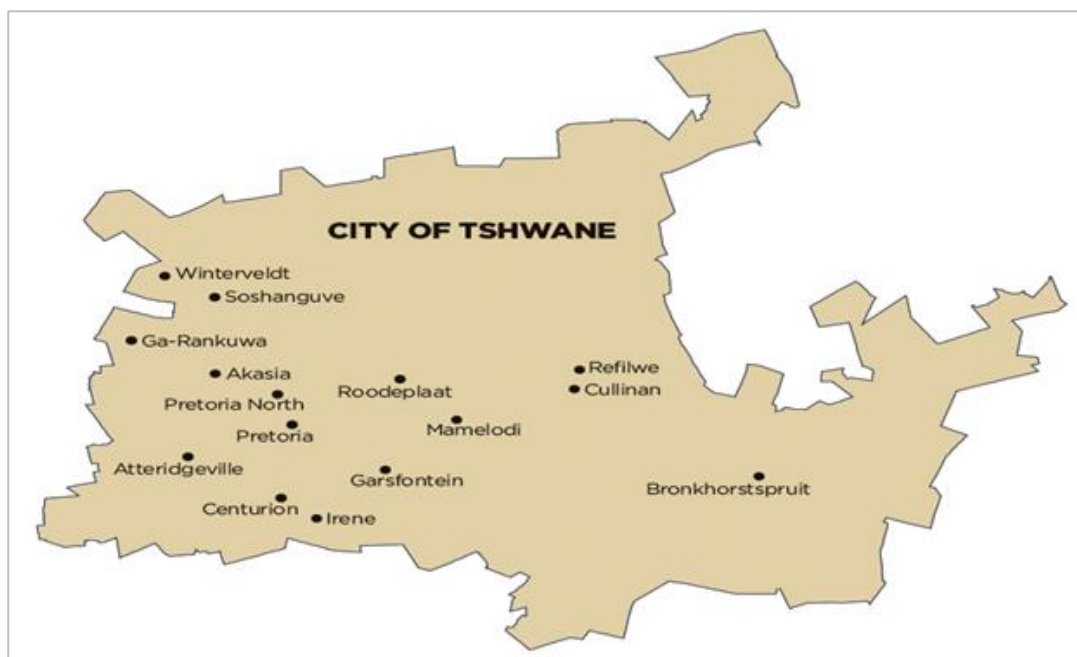 CITY OF TSHWANE
Winterveldt
Soshanguve
Ga-Rankuwa
Akasia
Refilwe
Roodeplaat
Cullinan
Pretoria North
Pretoria
Mamelodi
Atteridgeville
Garsfontein
Bronkhorstspruit
Centurion
Irene